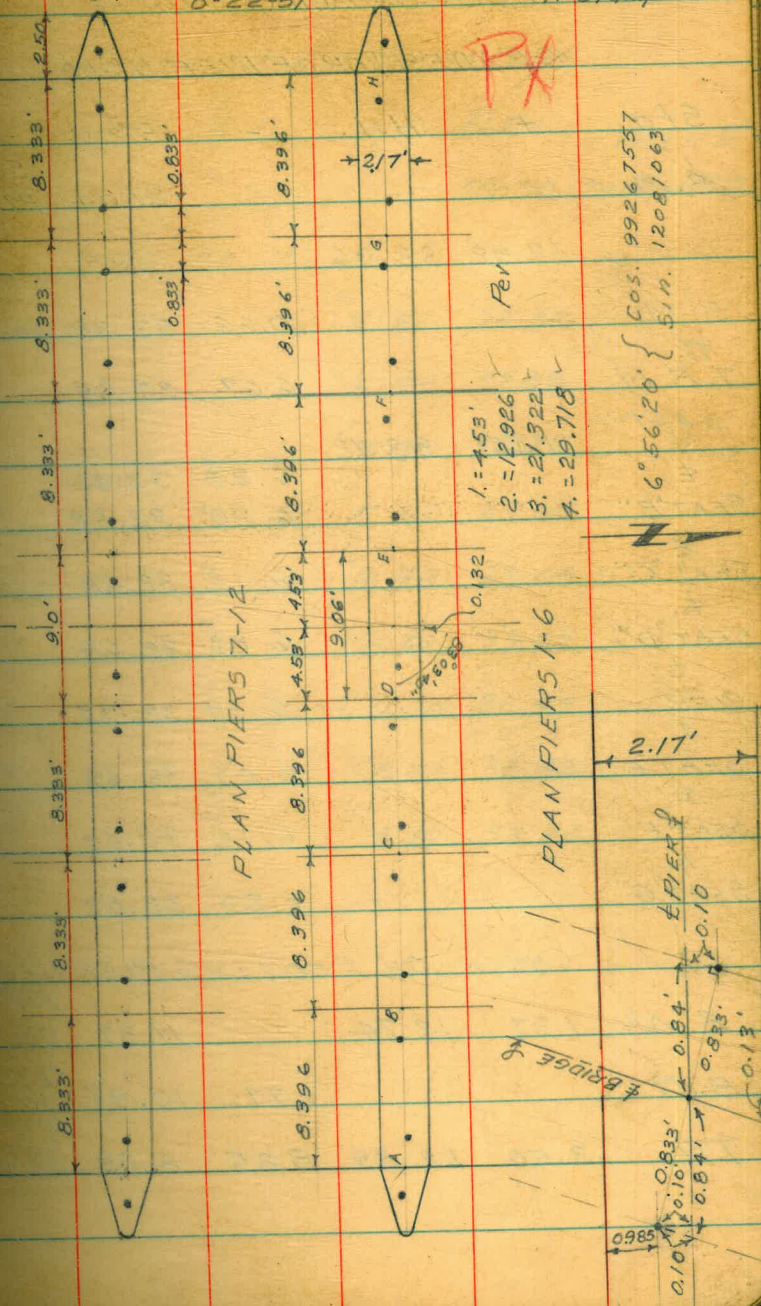 2.50
8.333'
8.333'
8.333'
9.0'
8.333'
8.333'
8.333'
0.833'
0.833'
PLAN PIERS 7-12
PX
2.17'
H
G
F
E
D
C
B
A
8.396'
8.396'
8.396'
4.53'
4.53'
9.06'
8.396
8.396
8.396
0.132
PLAN PIERS 1-6
Per
1. = 4.53'
2. = 12.926'
3. = 21.322
4. = 29.718
6° 56' 20" { Cos. 99267557
Sin. 12081063
2.17'
℄ PIER
℄ BRIDGE
0.985
0.833'
0.10'
0.10'
0.84'
0.84'
0.833'
0.10
0.13'